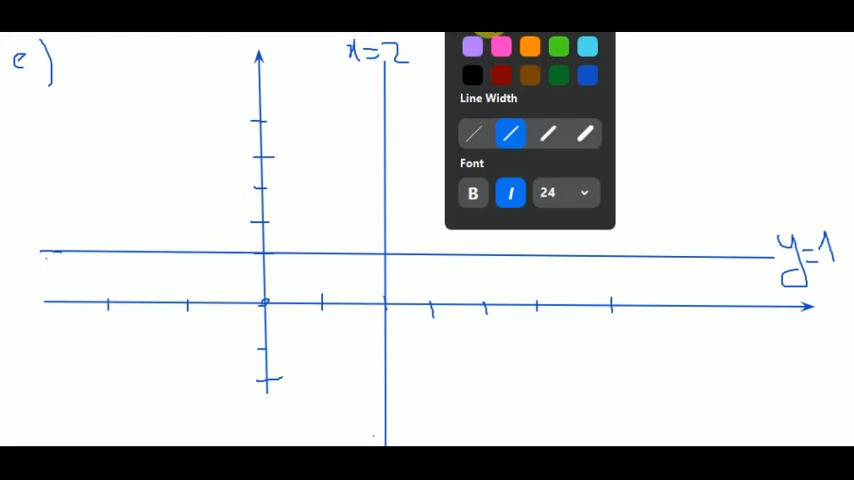 e)
x=2
Line Width
Font
B I 24
y=1